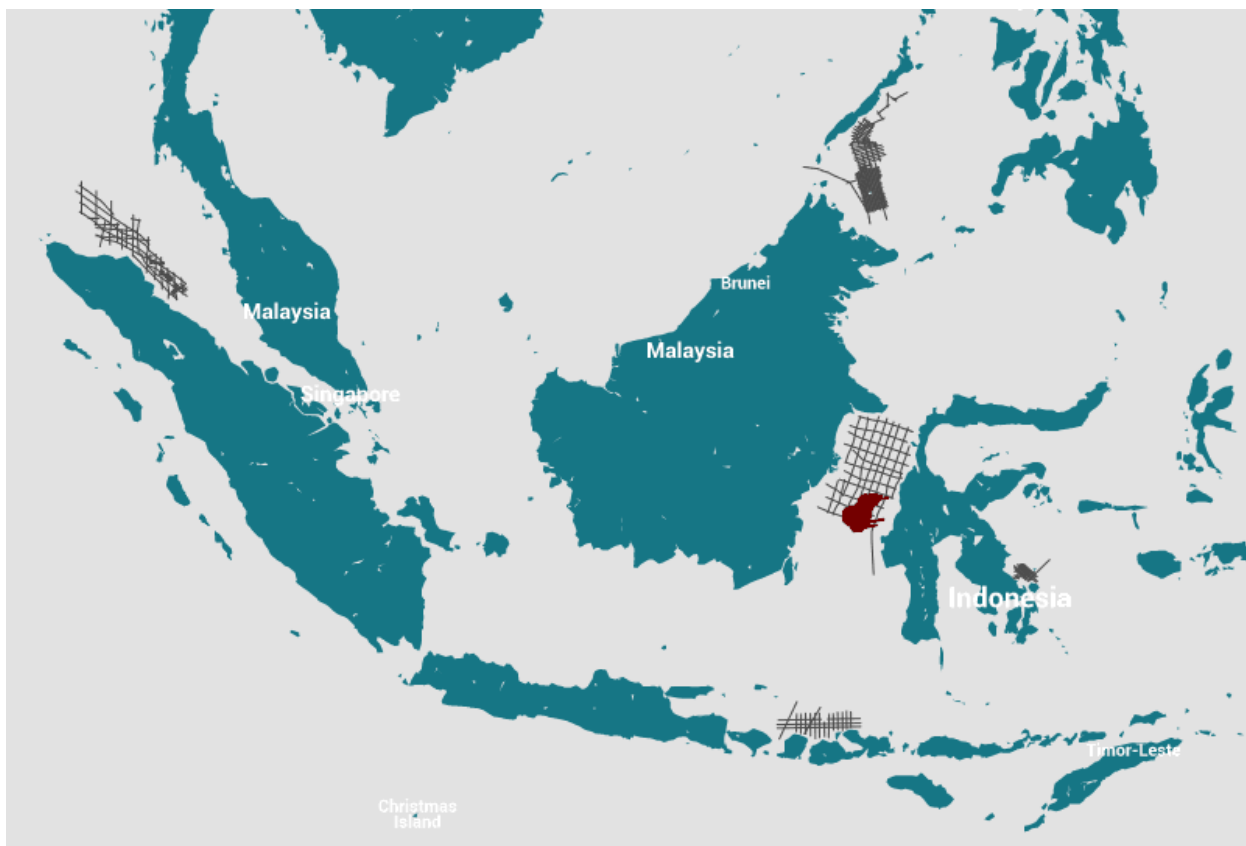 Brunei
Malaysia
Malaysia
Singapore
Indonesia
Timor-Leste
Christmas
Island